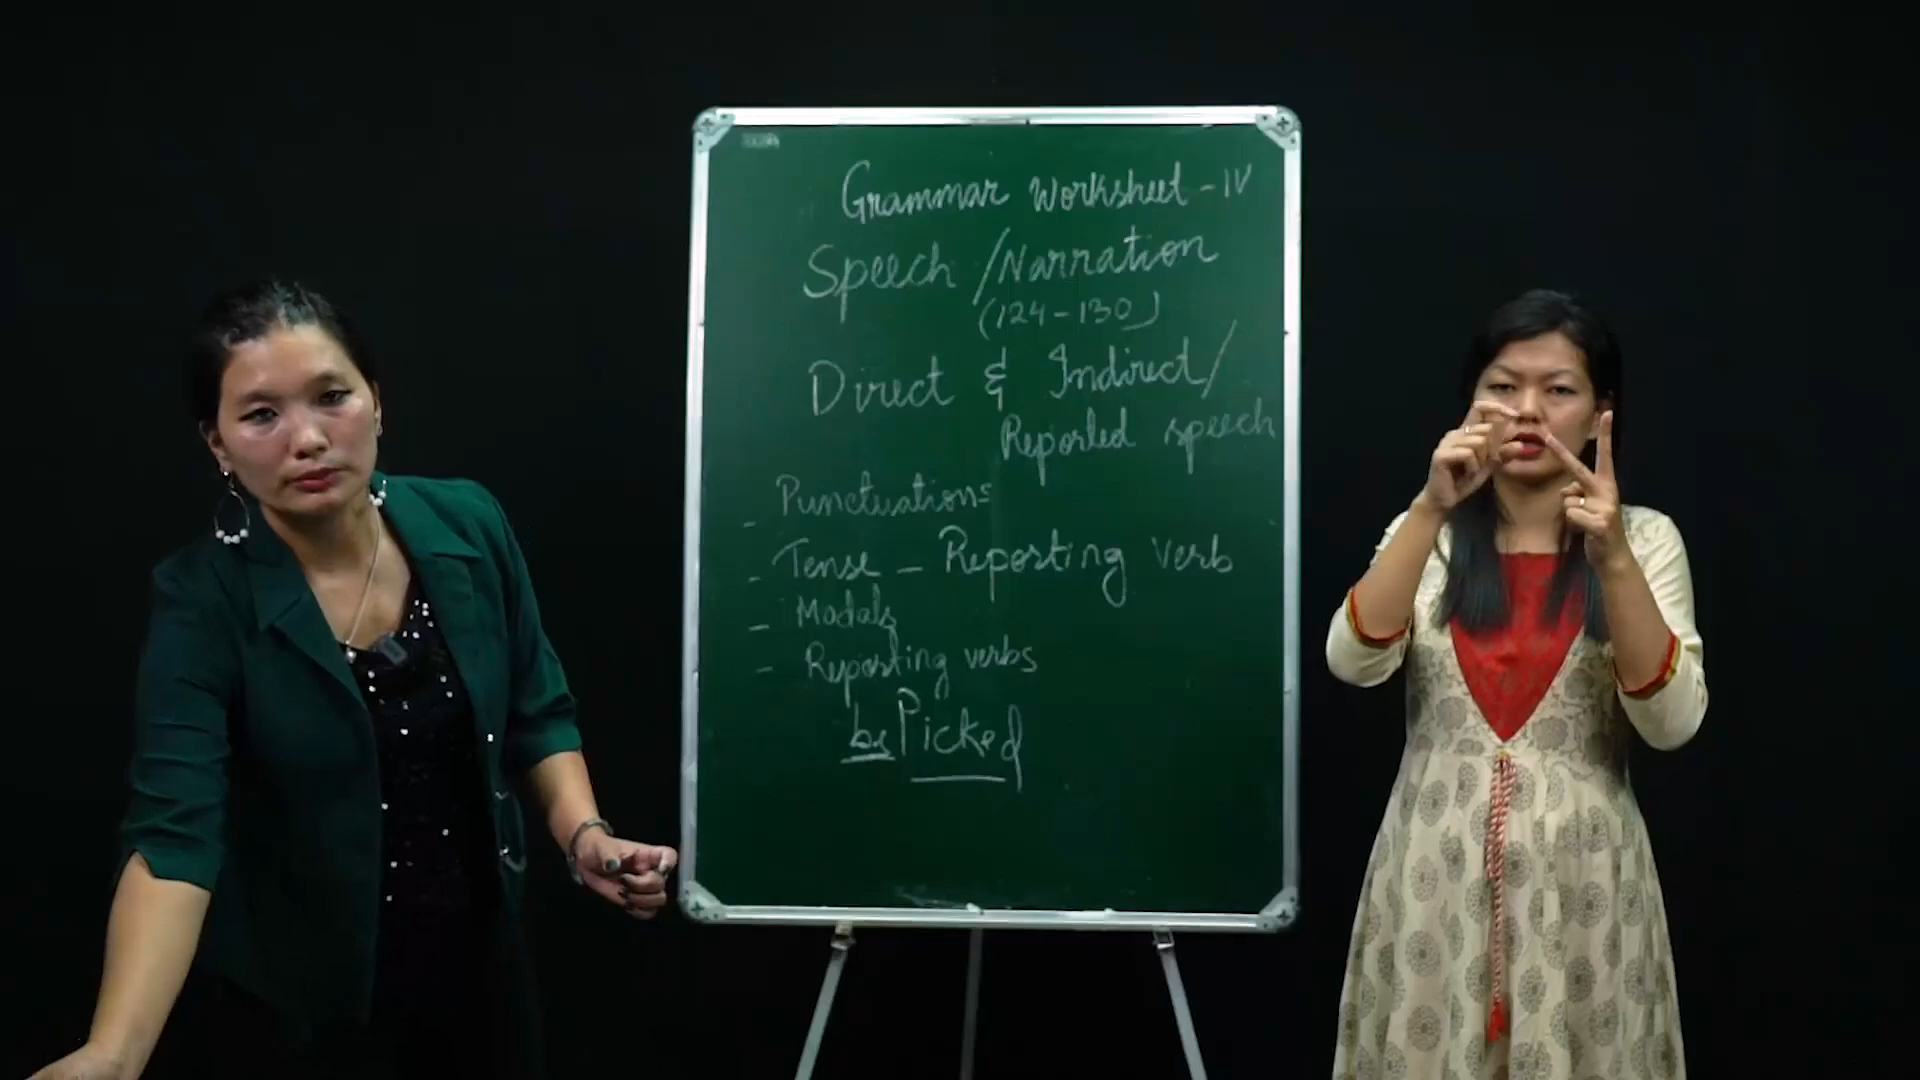 Grammar Worksheet - IV
Speech / Narration
(124-130)
Direct & Indirect/
Reported speech
- Punctuations
- Tense - Reporting verb
- Modals
- Reporting verbs
be Picked